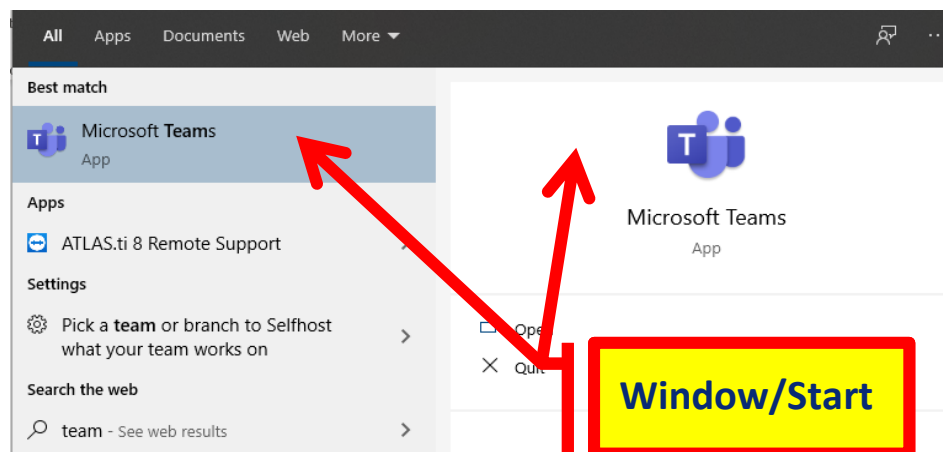 All Apps Documents Web More
Best match
Microsoft Teams
App
Apps
ATLAS.ti 8 Remote Support
Settings
Pick a team or branch to Selfhost
what your team works on
Search the web
team - See web results
T
Microsoft Teams
App
Open
Quit
Window/Start